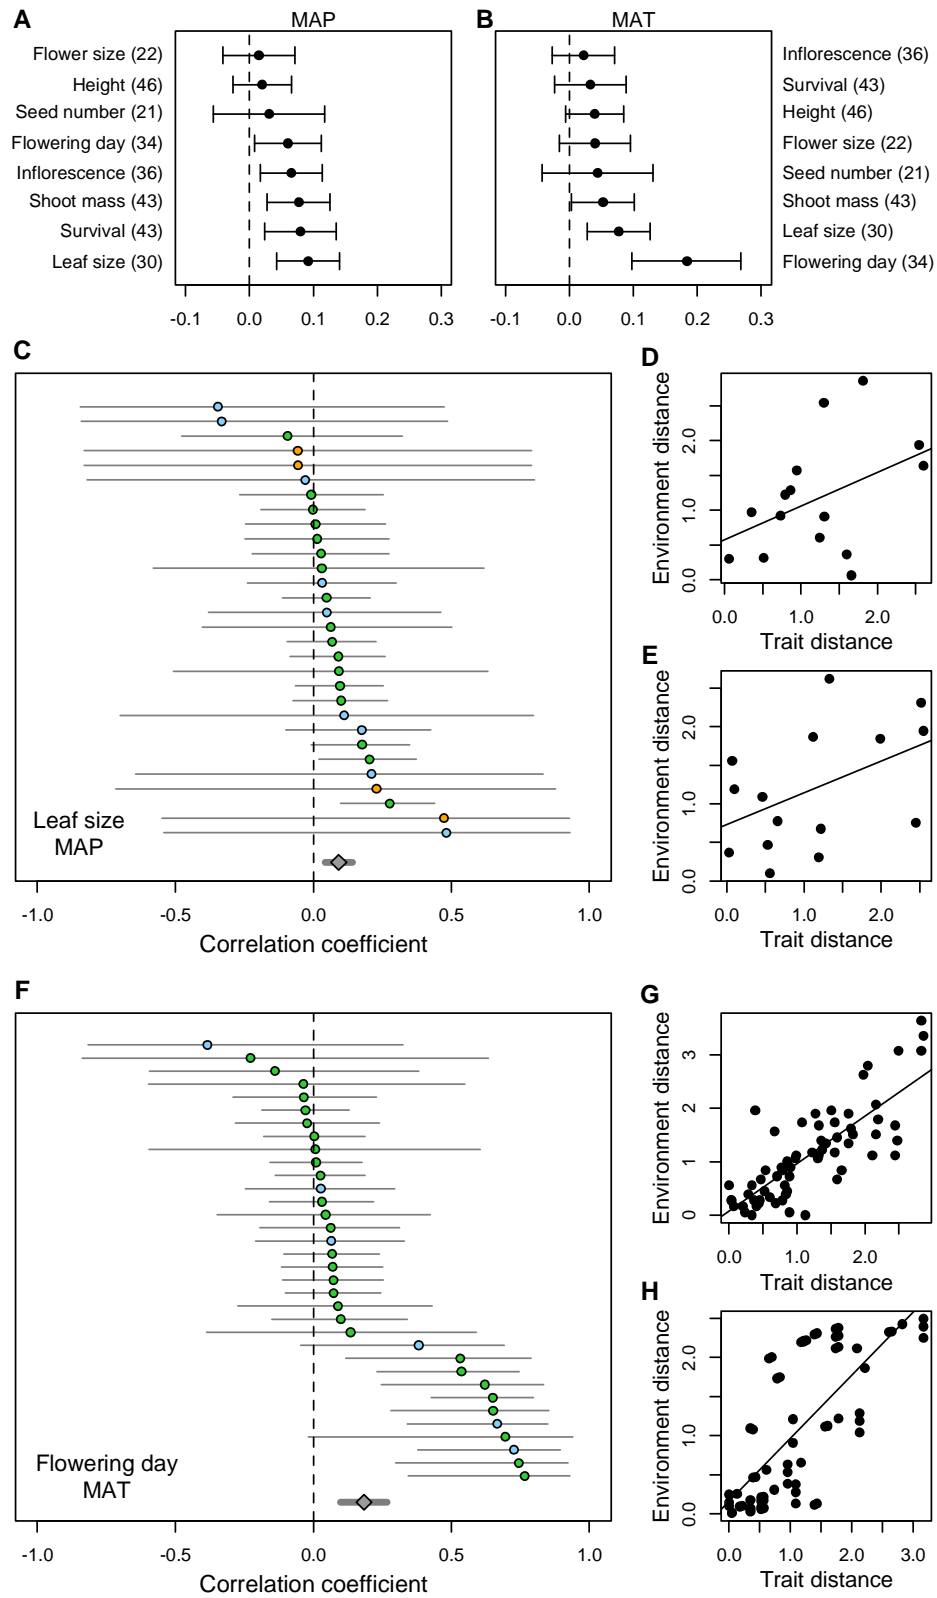 A
MAP
Flower size (22)
Height (46)
Seed number (21)
Flowering day (34)
Inflorescence (36)
Shoot mass (43)
Survival (43)
Leaf size (30)
-0.1 0.0 0.1 0.2 0.3
B
MAT
Inflorescence (36)
Survival (43)
Height (46)
Flower size (22)
Seed number (21)
Shoot mass (43)
Leaf size (30)
Flowering day (34)
-0.1 0.0 0.1 0.2 0.3
C
Leaf size
MAP
-1.0 -0.5 0.0 0.5 1.0
Correlation coefficient
D
Environment distance
0.0 1.0 2.0
0.0 1.0 2.0
Trait distance
E
Environment distance
0.0 1.0 2.0
0.0 1.0 2.0
Trait distance
F
Flowering day
MAT
-1.0 -0.5 0.0 0.5 1.0
Correlation coefficient
G
Environment distance
0 1 2 3
0.0 1.0 2.0
Trait distance
H
Environment distance
0.0 1.0 2.0
0.0 1.0 2.0 3.0
Trait distance